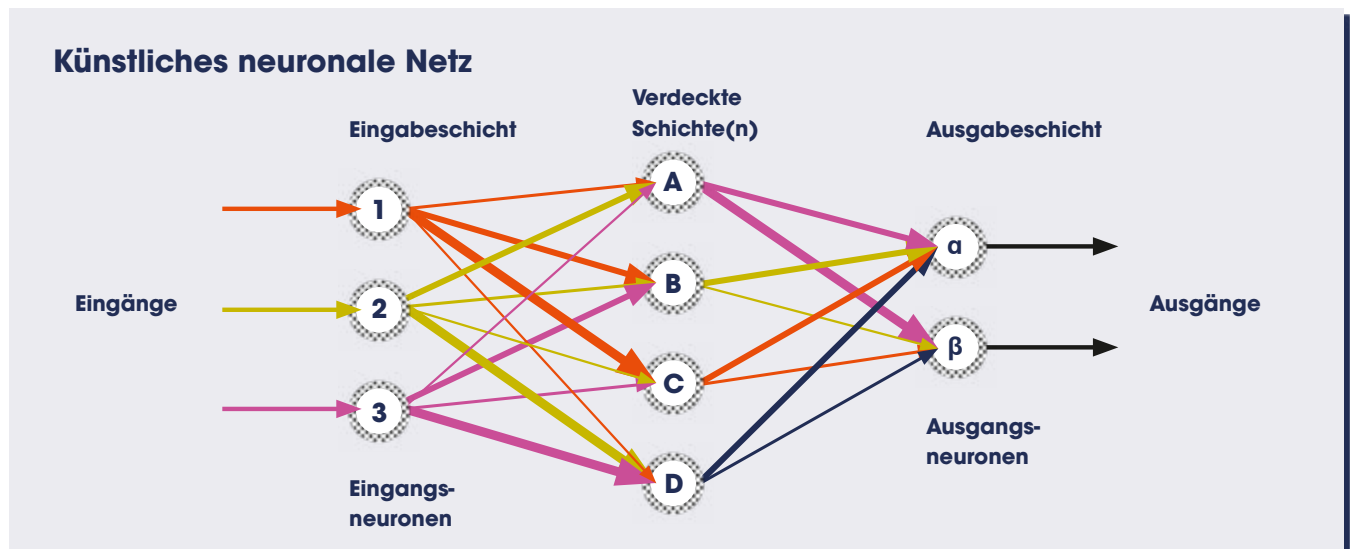 Künstliches neuronale Netz
Verdeckte
Schichte(n)
Eingabeschicht
Ausgabeschicht
A
1
α
B
Eingänge
2
Ausgänge
β
C
3
Ausgangs-
neuronen
D
Eingangs-
neuronen